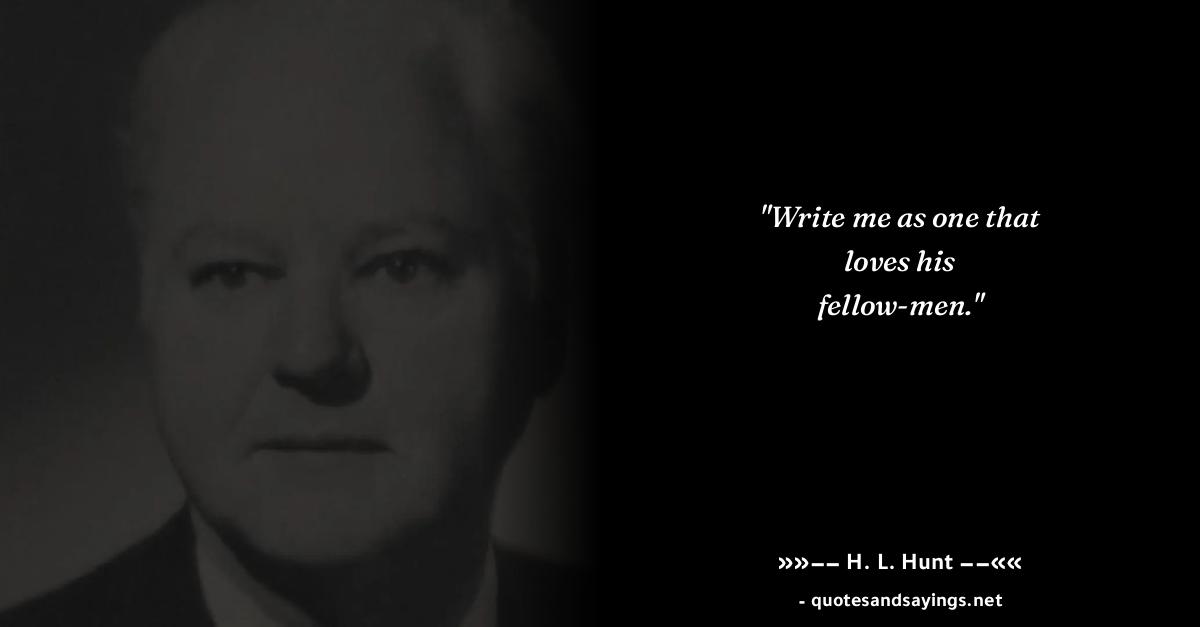 "Write me as one that
loves his
fellow-men."
»»−− H. L. Hunt −−««
- quotesandsayings.net